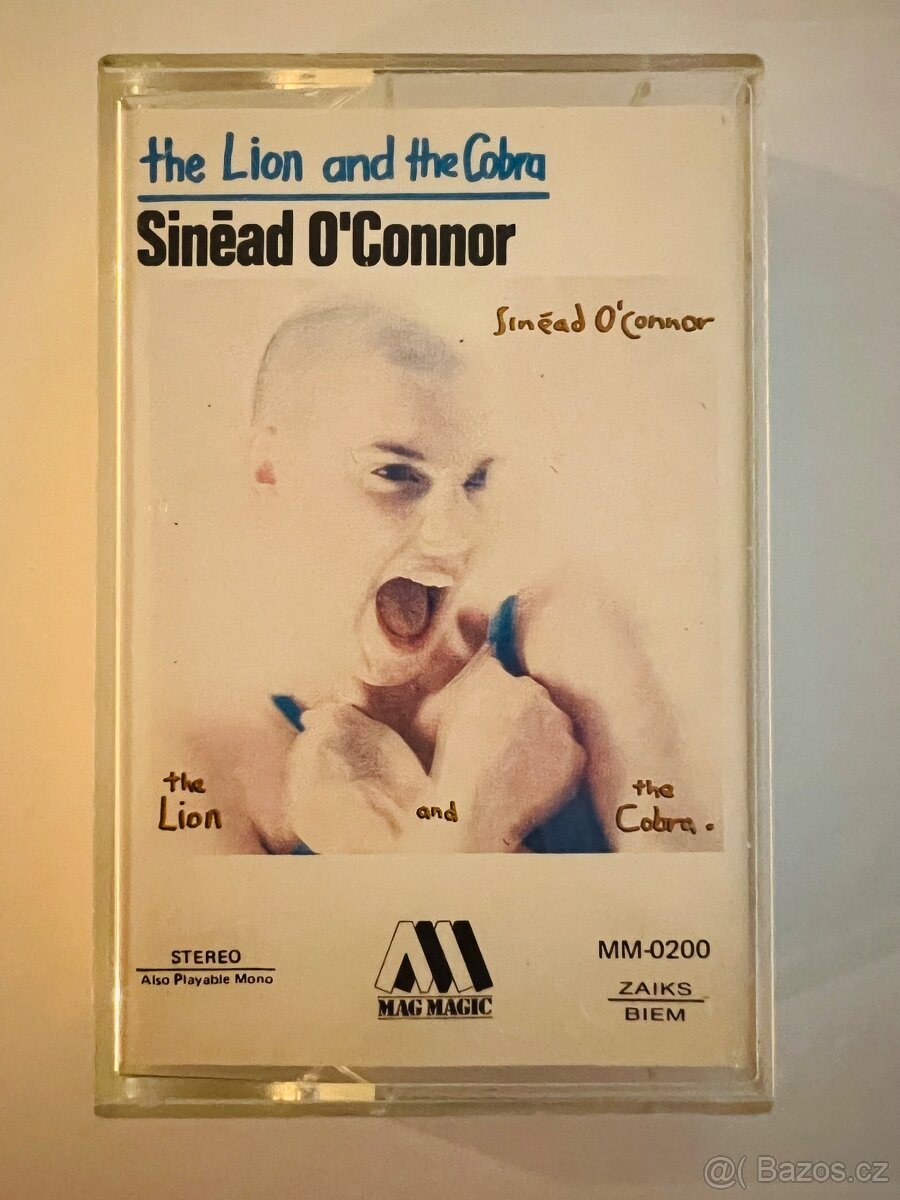 the Lion and the Cobra
Sinēad O'Connor
Sinéad O'Connor
the Lion and the Cobra.
STEREO
Also Playable Mono
MAG MAGIC
MM-0200
ZAIKS
BIEM
@( Bazos.cz